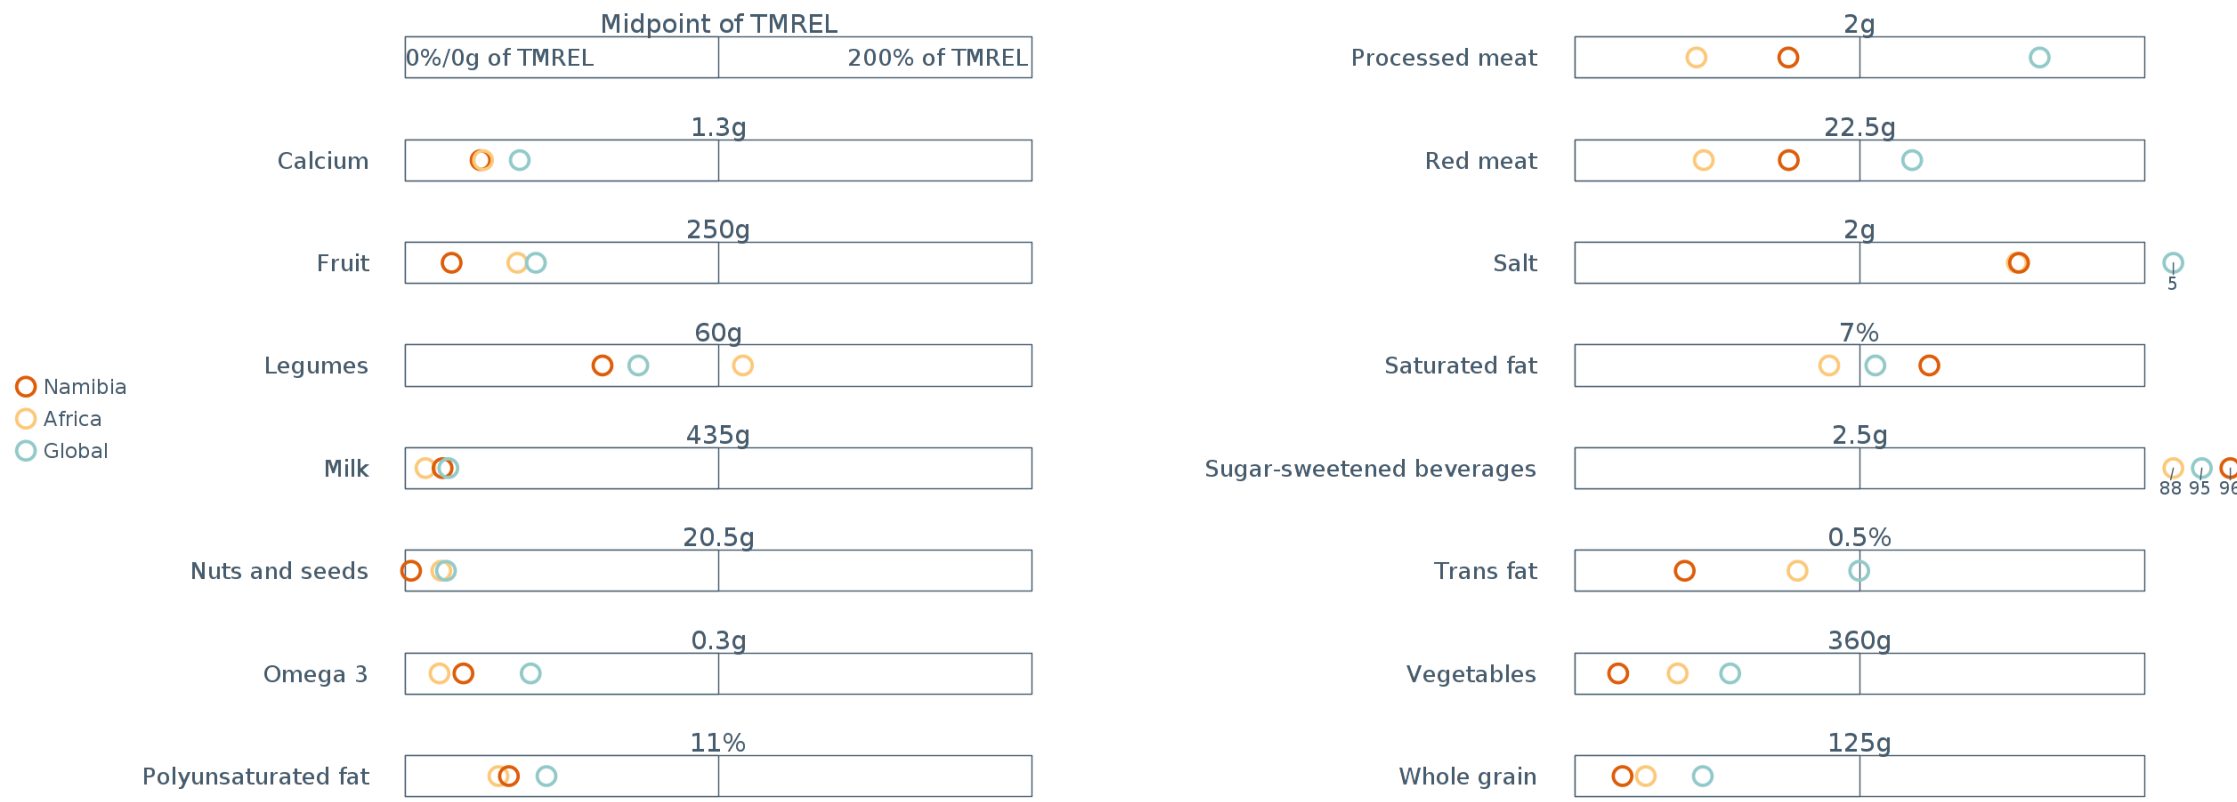 Midpoint of TMREL
0%/0g of TMREL
200% of TMREL
1.3g
Calcium
250g
Fruit
60g
Legumes
435g
Milk
20.5g
Nuts and seeds
0.3g
Omega 3
11%
Polyunsaturated fat
Namibia
Africa
Global
2g
Processed meat
22.5g
Red meat
2g
Salt
5
7%
Saturated fat
2.5g
Sugar-sweetened beverages
88 95 96
0.5%
Trans fat
360g
Vegetables
125g
Whole grain